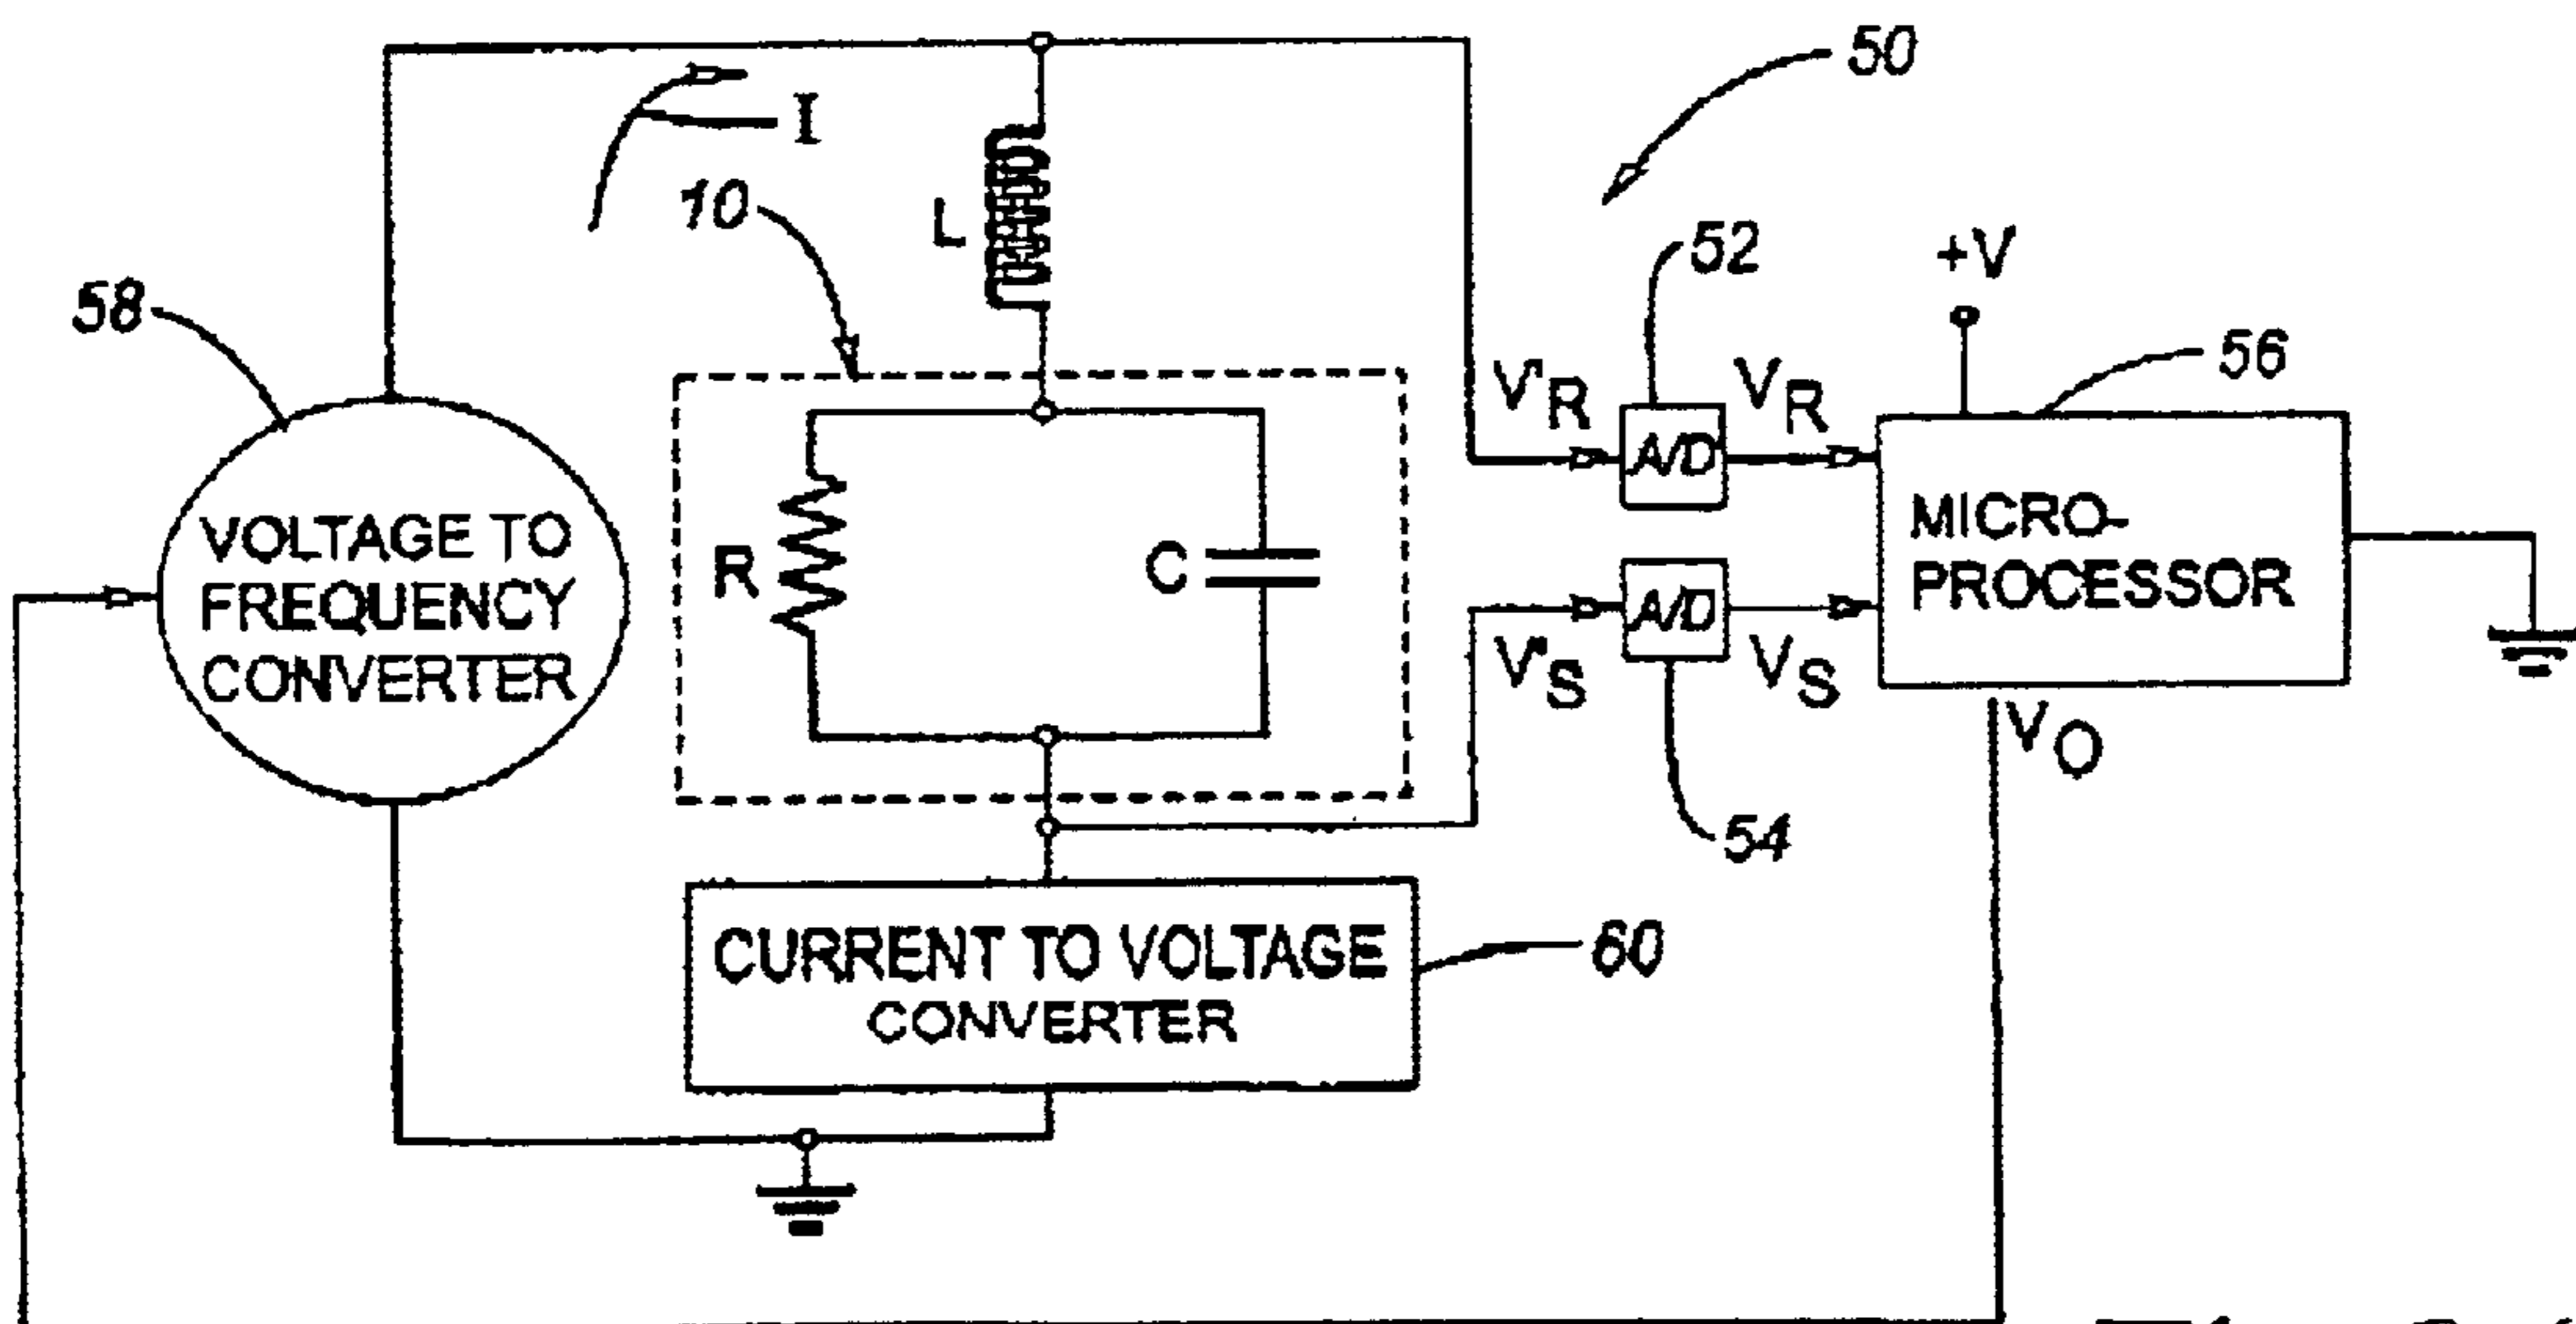 50
I
10
L
52
+V
58
56
V'R
VR
A/D
MICRO-
PROCESSOR
VOLTAGE TO
FREQUENCY
CONVERTER
R
C
A/D
V'S
VS
VO
54
CURRENT TO VOLTAGE
CONVERTER
60